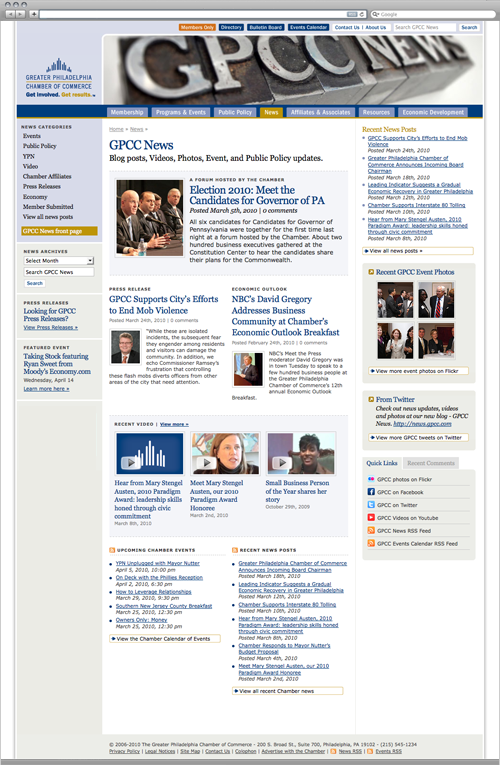 Google
Members Only
Directory
Bulletin Board
Events Calendar
Contact Us | About Us
Search GPCC News
Search
GREATER PHILADELPHIA
CHAMBER OF COMMERCE
Get involved. Get results.
GPCC NEWS
Membership
Programs & Events
Public Policy
News
Affiliates & Associates
Resources
Economic Development
NEWS CATEGORIES
Events
Public Policy
YPN
Video
Chamber Affiliates
Press Releases
Economy
Member Submitted
View all news posts
GPCC News front page
NEWS ARCHIVES
Select Month
Search GPCC News
Search
PRESS RELEASES
Looking for GPCC
Press Releases?
View Press Releases »
FEATURED EVENT
Taking Stock featuring
Ryan Sweet from
Moody's Economy.com
Wednesday, April 14
Learn more here »
Home » News »
GPCC News
Blog posts, Videos, Photos, Event, and Public Policy updates.
A FORUM HOSTED BY THE CHAMBER
Election 2010: Meet the
Candidates for Governor of PA
Posted March 5th, 2010 | 0 comments
All six candidates for Candidates for Governor of
Pennsylvania were together for the first time last
night at a forum hosted by the Chamber. About two
hundred business executives gathered at the
Constitution Center to hear the candidates share
their plans for the Commonwealth.
PRESS RELEASE
GPCC Supports City's Efforts
to End Mob Violence
Posted March 24th, 2010 | 0 comments
"While these are isolated
incidents, the subsequent fear
they engender among residents
and visitors can damage the
community. In addition, we
echo Commissioner Ramsey's
frustration that controlling
these flash mobs diverts officers from other
areas of the city that need attention.
ECONOMIC OUTLOOK
NBC's David Gregory
Addresses Business
Community at Chamber's
Economic Outlook Breakfast
Posted February 24th, 2010 | 0 comments
NBC's Meet the Press
moderator David Gregory was
in town Tuesday to speak to a
few hundred business people at
the Greater Philadelphia
Chamber of Commerce's 12th
annual Economic Outlook
Breakfast.
RECENT VIDEO | View more »
Hear from Mary Stengel
Austen, 2010 Paradigm
Award: leadership skills
honed through civic
commitment
March 8th, 2010
Meet Mary Stengel
Austen, our 2010
Paradigm Award
Honoree
March 2nd, 2010
Small Business Person
of the Year shares her
story
October 29th, 2009
UPCOMING CHAMBER EVENTS
YPN Unplugged with Mayor Nutter
April 5, 2010, 10:00 pm
On Deck with the Phillies Reception
April 2, 2010, 6:30 pm
How to Leverage Relationships
March 29, 2010, 9:30 pm
Southern New Jersey County Breakfast
March 25, 2010, 12:30 pm
Owners Only: Money
March 25, 2010, 12:30 pm
View the Chamber Calendar of Events
RECENT NEWS POSTS
Greater Philadelphia Chamber of Commerce
Announces Incoming Board Chairman
Posted March 18th, 2010
Leading Indicator Suggests a Gradual
Economic Recovery in Greater Philadelphia
Posted March 18th, 2010
Chamber Supports Interstate 80 Tolling
Posted March 10th, 2010
Hear from Mary Stengel Austen, 2010
Paradigm Award: leadership skills honed
through civic commitment
Posted March 8th, 2010
Chamber Responds to Mayor Nutter's
Budget Proposal
Posted March 4th, 2010
Meet Mary Stengel Austen, our 2010
Paradigm Award Honoree
Posted March 2nd, 2010
View all recent Chamber news
Recent News Posts
GPCC Supports City's Efforts to End Mob
Violence
Posted March 24th, 2010
Greater Philadelphia Chamber of
Commerce Announces Incoming Board
Chairman
Posted March 18th, 2010
Leading Indicator Suggests a Gradual
Economic Recovery in Greater Philadelphia
Posted March 18th, 2010
Chamber Supports Interstate 80 Tolling
Posted March 10th, 2010
Hear from Mary Stengel Austen, 2010
Paradigm Award: leadership skills honed
through civic commitment
Posted March 8th, 2010
View all news posts »
Recent GPCC Event Photos
View more event photos on Flickr
From Twitter
Check out news updates, videos
and photos at our new blog - GPCC
News. http://news.gpcc.com
View more GPCC tweets on Twitter
Quick Links
Recent Comments
GPCC photos on Flickr
GPCC on Facebook
GPCC on Twitter
GPCC Videos on Youtube
GPCC News RSS Feed
GPCC Events Calendar RSS Feed
© 2006-2010 The Greater Philadelphia Chamber of Commerce - 200 S. Broad St., Suite 700, Philadelphia, PA 19102 - (215) 545-1234
Privacy Policy | Legal Notices | Site Map | Contact Us | Colophon | Advertise with the Chamber | News RSS | Events RSS